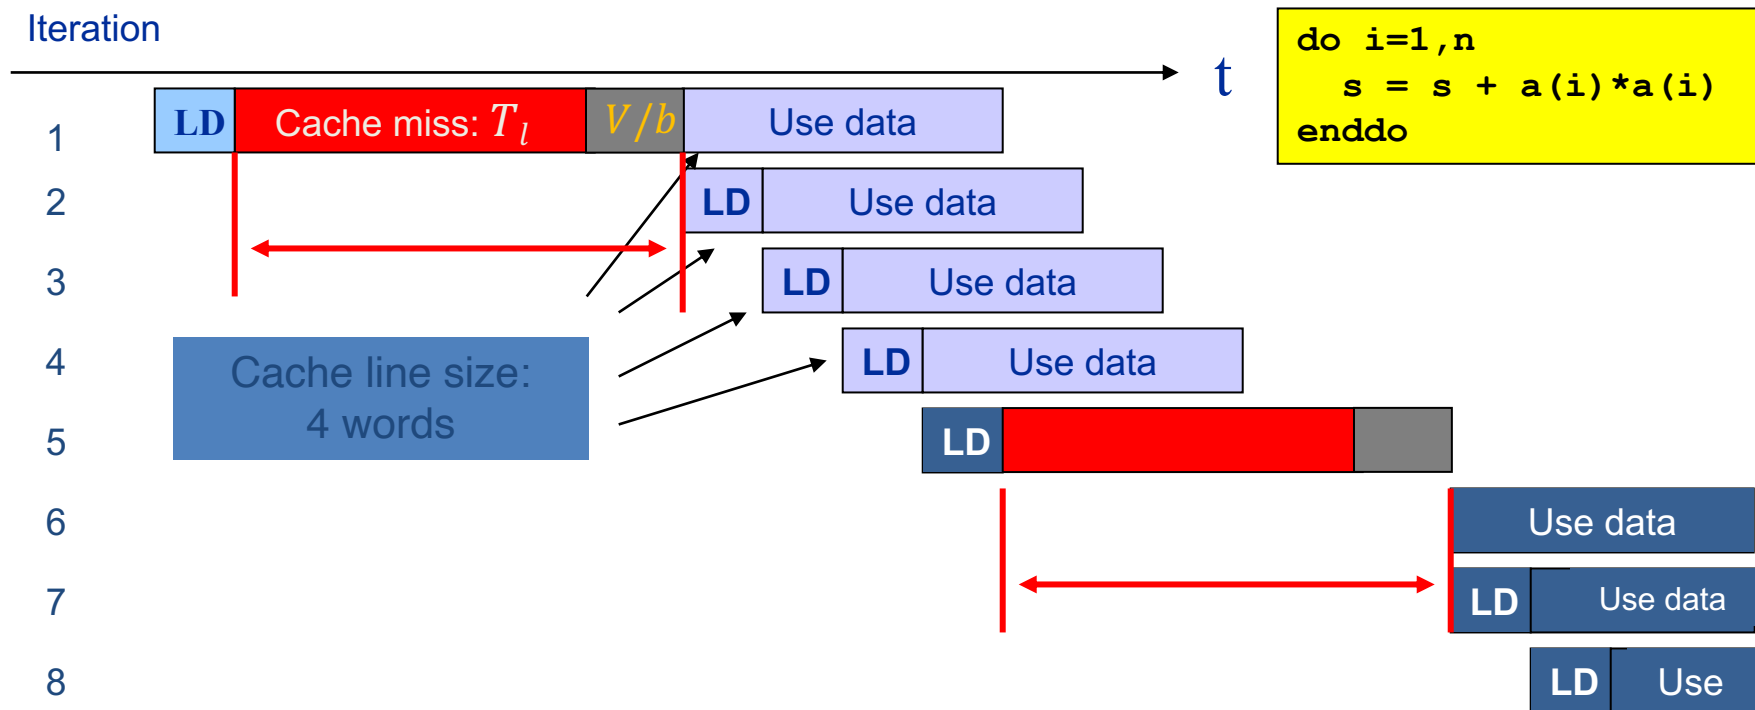 Iteration
t
do i=1,n
s = s + a(i)*a(i)
enddo
1
LD
Cache miss: T_l
V/b
Use data
2
LD
Use data
3
LD
Use data
4
LD
Use data
Cache line size:
4 words
5
LD
6
Use data
7
LD
Use data
8
LD
Use